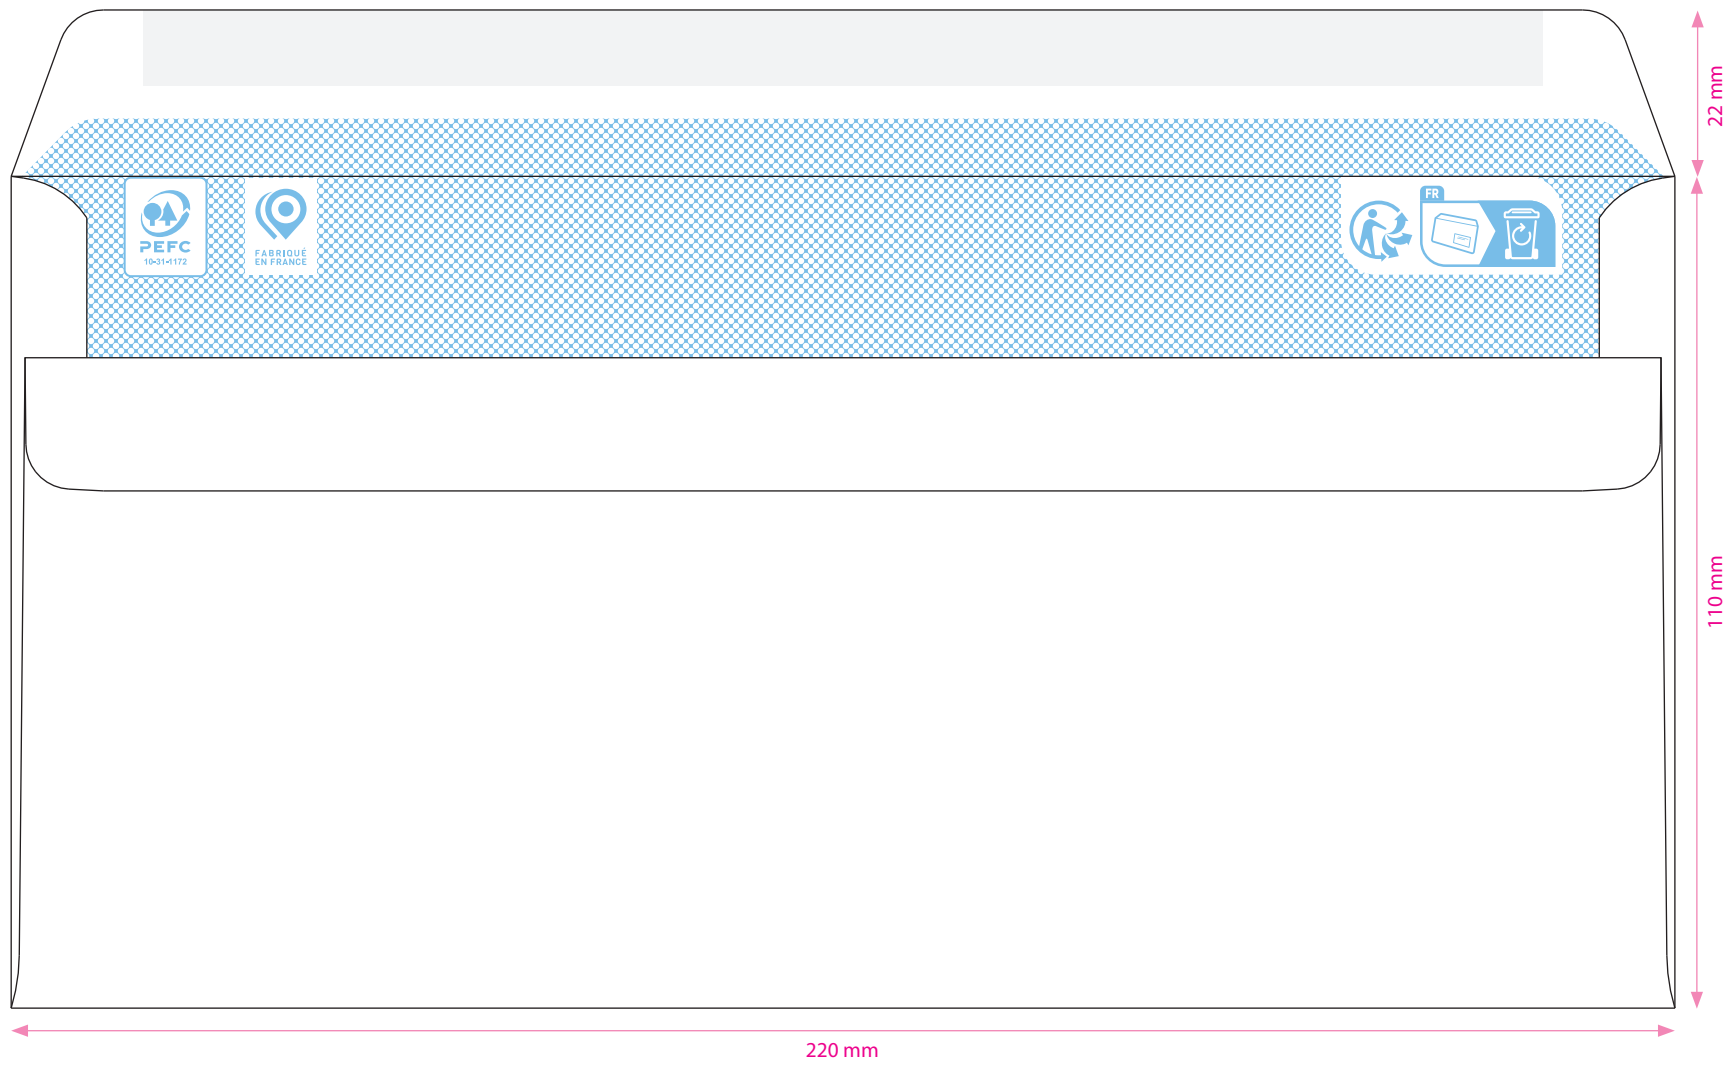 22 mm
FR
PEFC
10-31-1172
FABRIQUÉ
EN FRANCE
110 mm
220 mm